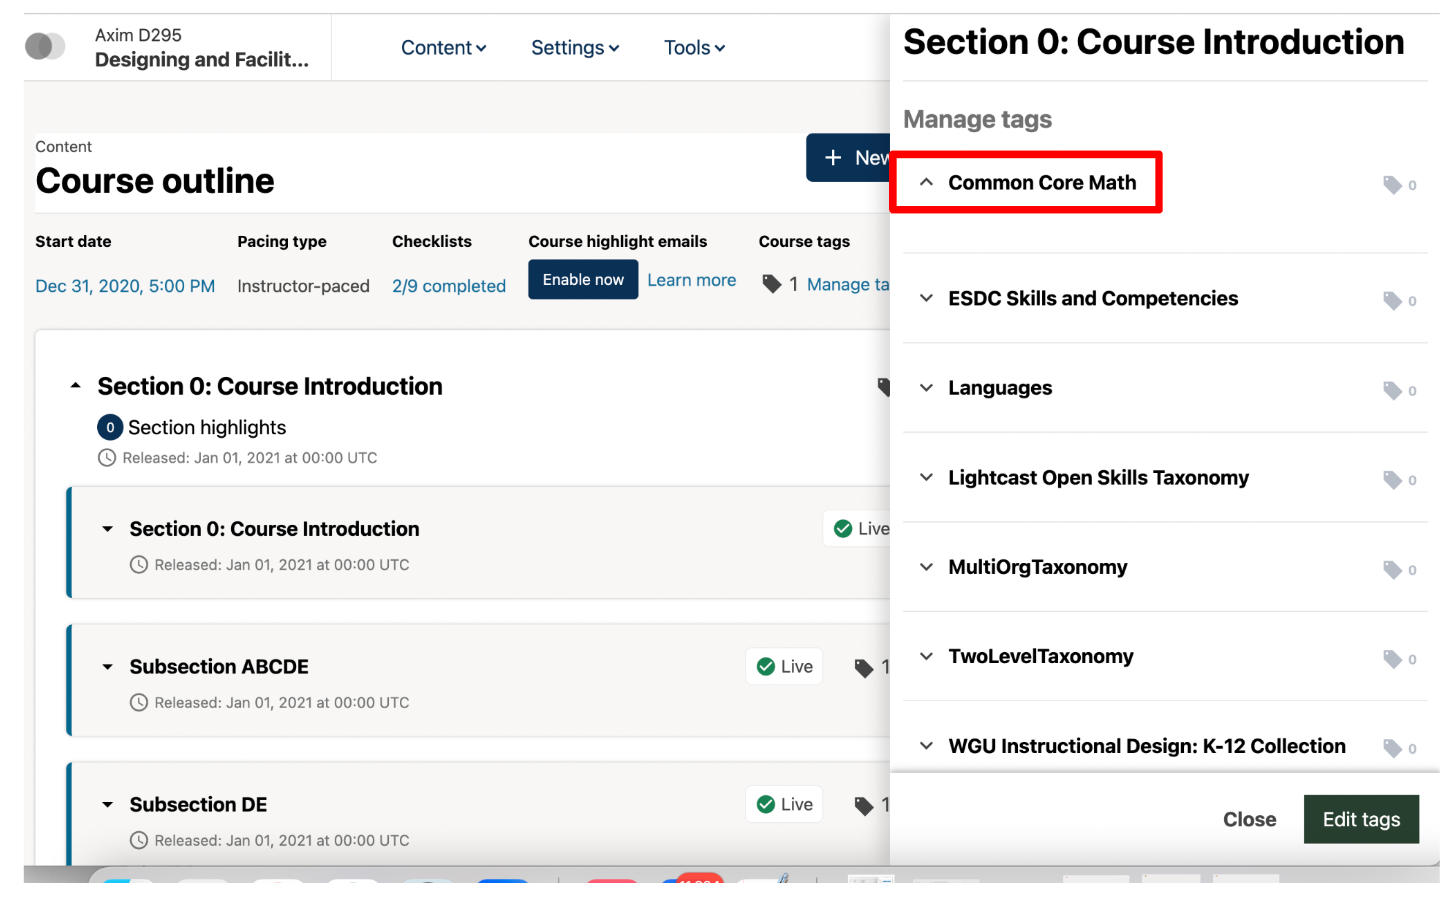 Axim D295
Designing and Facilit...
Content
Settings
Tools
Content
Course outline
+ New
Start date
Pacing type
Checklists
Course highlight emails
Course tags
Dec 31, 2020, 5:00 PM
Instructor-paced
2/9 completed
Enable now
Learn more
1
Manage ta
Section 0: Course Introduction
0 Section highlights
Released: Jan 01, 2021 at 00:00 UTC
Section 0: Course Introduction
Live
Released: Jan 01, 2021 at 00:00 UTC
Subsection ABCDE
Live
1
Released: Jan 01, 2021 at 00:00 UTC
Subsection DE
Live
1
Released: Jan 01, 2021 at 00:00 UTC
Section 0: Course Introduction
Manage tags
Common Core Math
0
ESDC Skills and Competencies
0
Languages
0
Lightcast Open Skills Taxonomy
0
MultiOrgTaxonomy
0
TwoLevelTaxonomy
0
WGU Instructional Design: K-12 Collection
0
Close
Edit tags